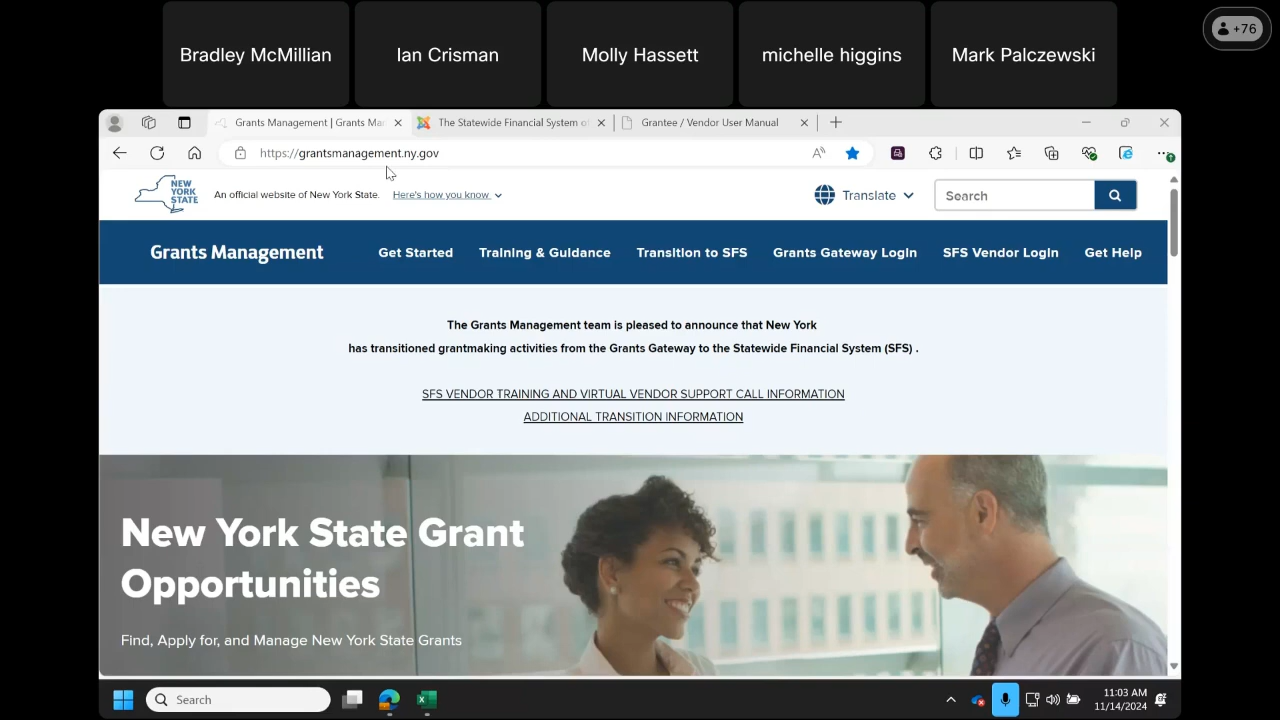 Bradley McMillian
Ian Crisman
Molly Hassett
michelle higgins
Mark Palczewski
+76
Grants Management | Grants Ma
The Statewide Financial System o
Grantee / Vendor User Manual
https://grantsmanagement.ny.gov
NEW
YORK
STATE
An official website of New York State.
Here's how you know
Translate
Search
Grants Management
Get Started
Training & Guidance
Transition to SFS
Grants Gateway Login
SFS Vendor Login
Get Help
The Grants Management team is pleased to announce that New York
has transitioned grantmaking activities from the Grants Gateway to the Statewide Financial System (SFS) .
SFS VENDOR TRAINING AND VIRTUAL VENDOR SUPPORT CALL INFORMATION
ADDITIONAL TRANSITION INFORMATION
New York State Grant
Opportunities
Find, Apply for, and Manage New York State Grants
Search
11:03 AM
11/14/2024